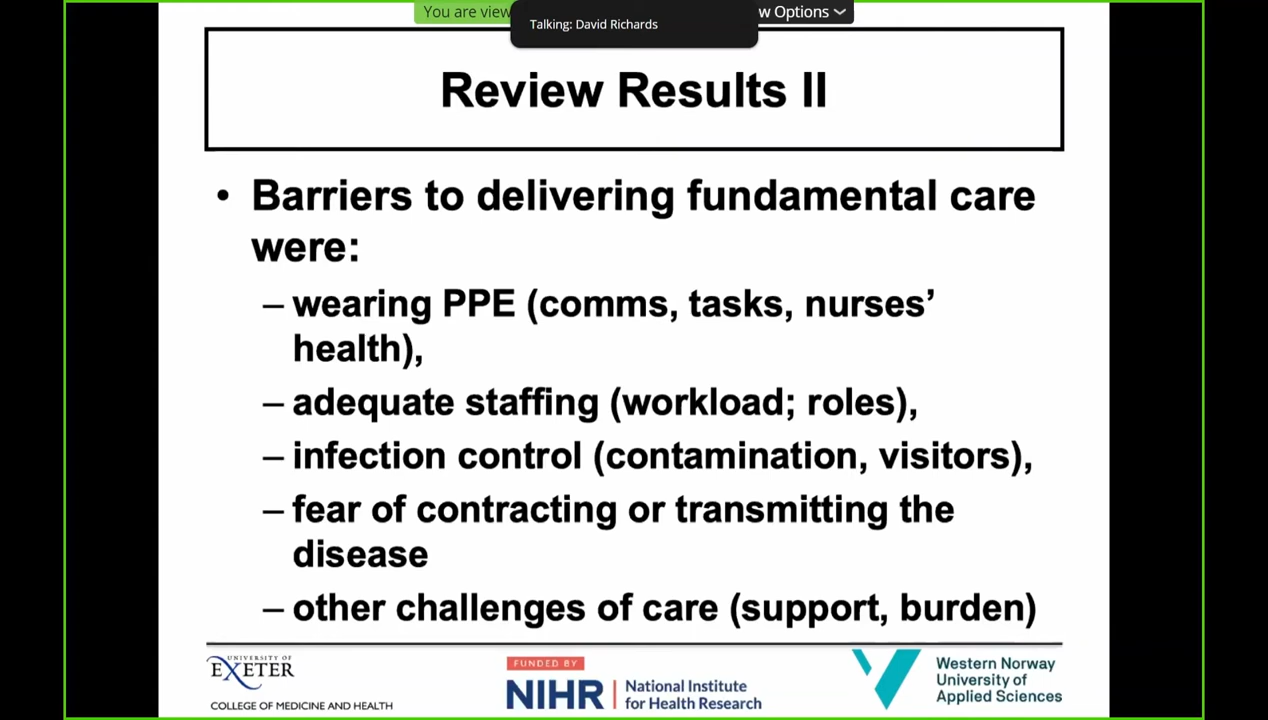 You are view
Talking: David Richards
w Options
Review Results II
• Barriers to delivering fundamental care
were:
– wearing PPE (comms, tasks, nurses’
health),
– adequate staffing (workload; roles),
– infection control (contamination, visitors),
– fear of contracting or transmitting the
disease
– other challenges of care (support, burden)
UNIVERSITY OF
EXETER
COLLEGE OF MEDICINE AND HEALTH
FUNDED BY
NIHR | National Institute
for Health Research
Western Norway
University of
Applied Sciences